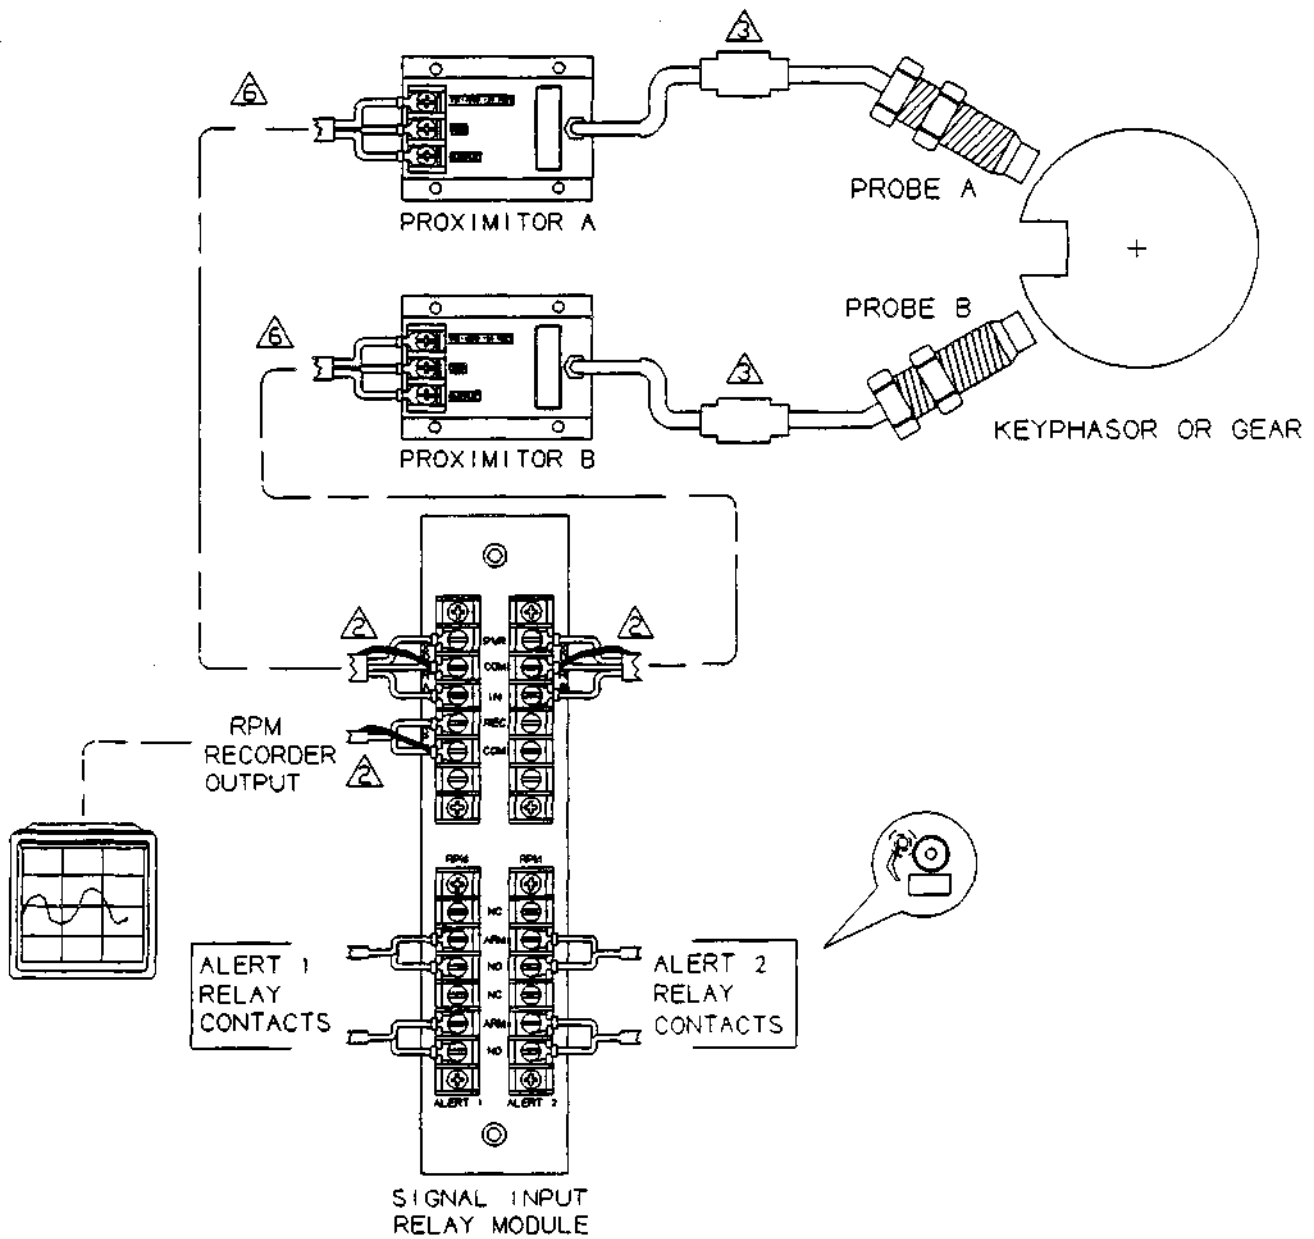 3
6
PROBE A
PROXIMITOR A
PROBE B
6
3
KEYPHASOR OR GEAR
PROXIMITOR B
2
2
PWR
COM
IN
RPM
RECORDER
OUTPUT
REC
COM
2
RPM
RPM
NC
ARM
NO
NC
ARM
NO
ALERT 1
RELAY
CONTACTS
ALERT 2
RELAY
CONTACTS
ALERT 1
ALERT 2
SIGNAL INPUT
RELAY MODULE